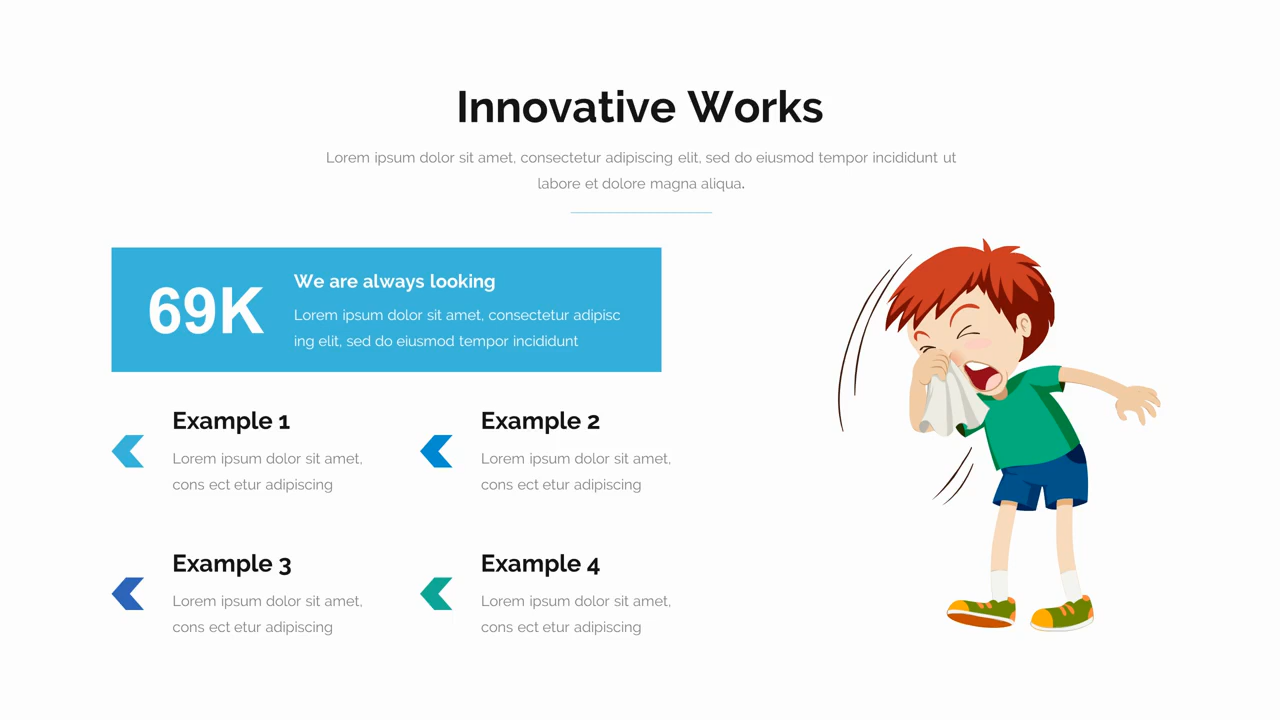 Innovative Works
Lorem ipsum dolor sit amet, consectetur adipiscing elit, sed do eiusmod tempor incididunt ut
labore et dolore magna aliqua.
69K
We are always looking
Lorem ipsum dolor sit amet, consectetur adipisc
ing elit, sed do eiusmod tempor incididunt
Example 1
Lorem ipsum dolor sit amet,
cons ect etur adipiscing
Example 2
Lorem ipsum dolor sit amet,
cons ect etur adipiscing
Example 3
Lorem ipsum dolor sit amet,
cons ect etur adipiscing
Example 4
Lorem ipsum dolor sit amet,
cons ect etur adipiscing